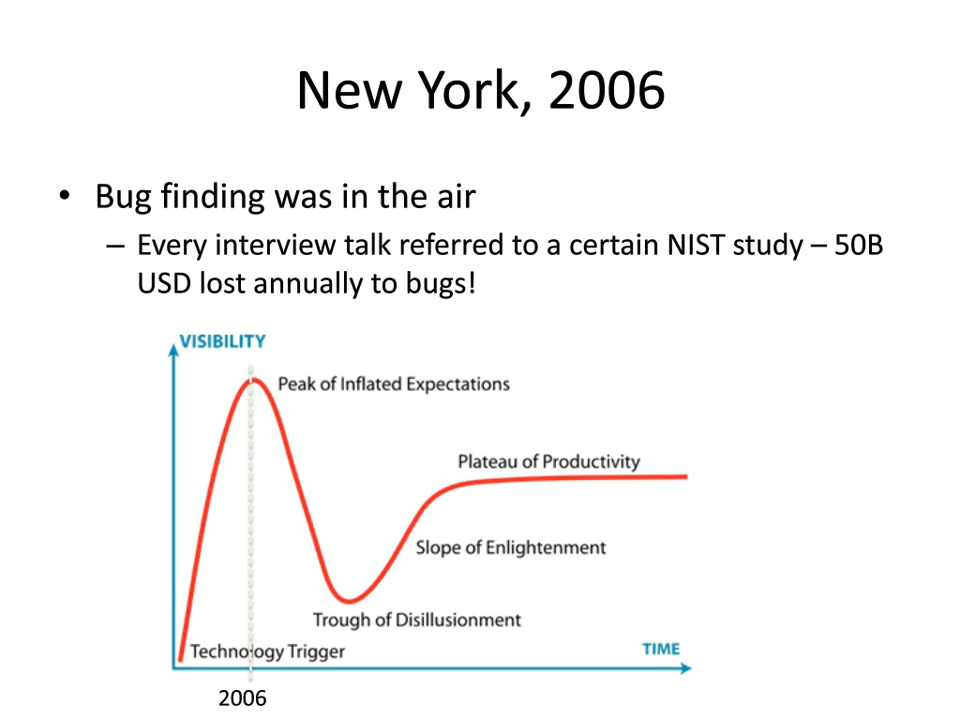 New York, 2006
• Bug finding was in the air
– Every interview talk referred to a certain NIST study – 50B
USD lost annually to bugs!
VISIBILITY
Peak of Inflated Expectations
Plateau of Productivity
Slope of Enlightenment
Trough of Disillusionment
Technology Trigger
TIME
2006